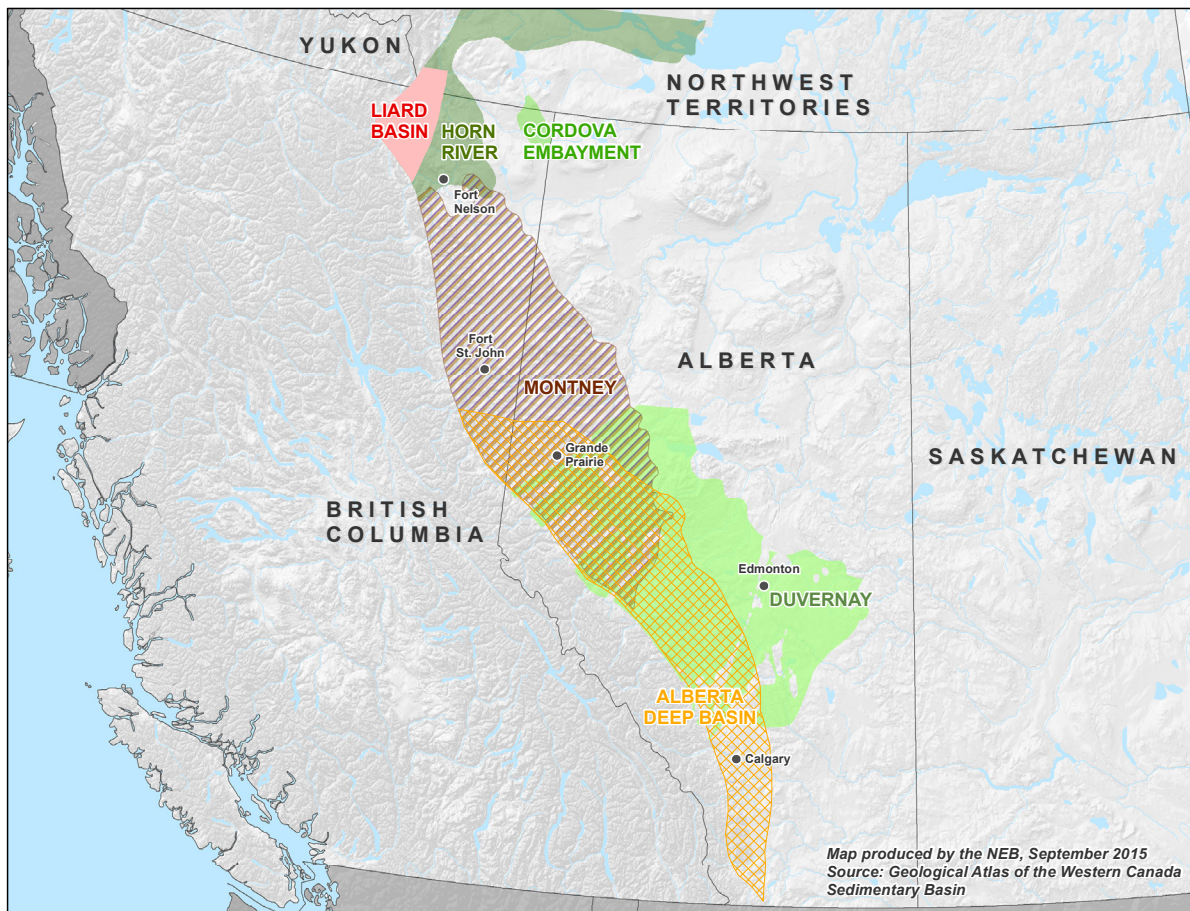 YUKON
NORTHWEST
TERRITORIES
LIARD
BASIN
HORN
RIVER
CORDOVA
EMBAYMENT
Fort
Nelson
Fort
St. John
MONTNEY
ALBERTA
Grande
Prairie
SASKATCHEWAN
BRITISH
COLUMBIA
Edmonton
DUVERNAY
ALBERTA
DEEP BASIN
Calgary
Map produced by the NEB, September 2015
Source: Geological Atlas of the Western Canada
Sedimentary Basin